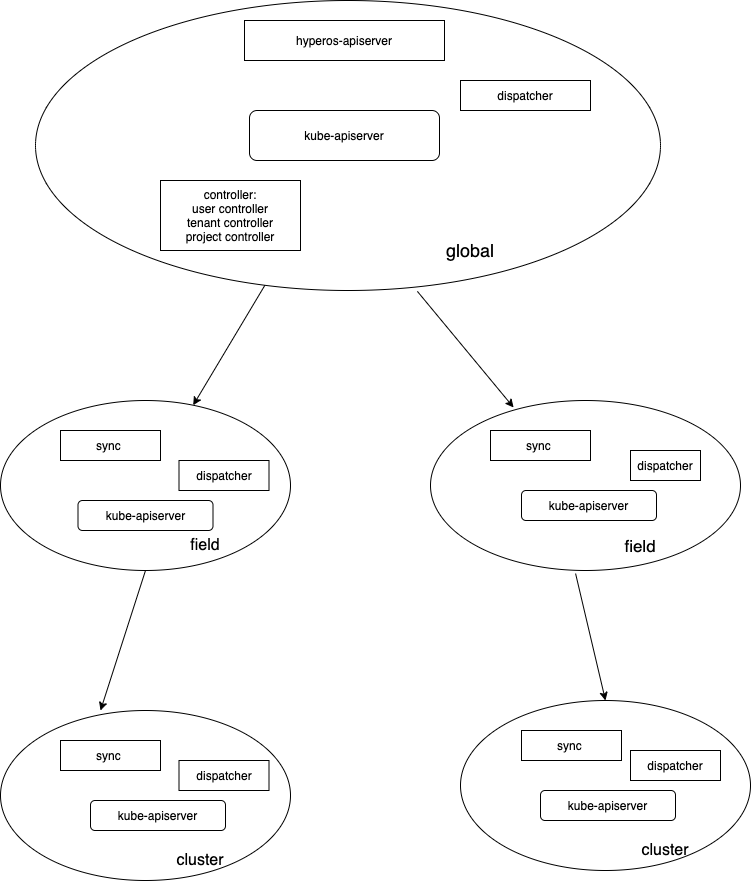 hyperos-apiserver
dispatcher
kube-apiserver
controller:
user controller
tenant controller
project controller
global
sync
dispatcher
kube-apiserver
field
sync
dispatcher
kube-apiserver
field
sync
dispatcher
kube-apiserver
cluster
sync
dispatcher
kube-apiserver
cluster